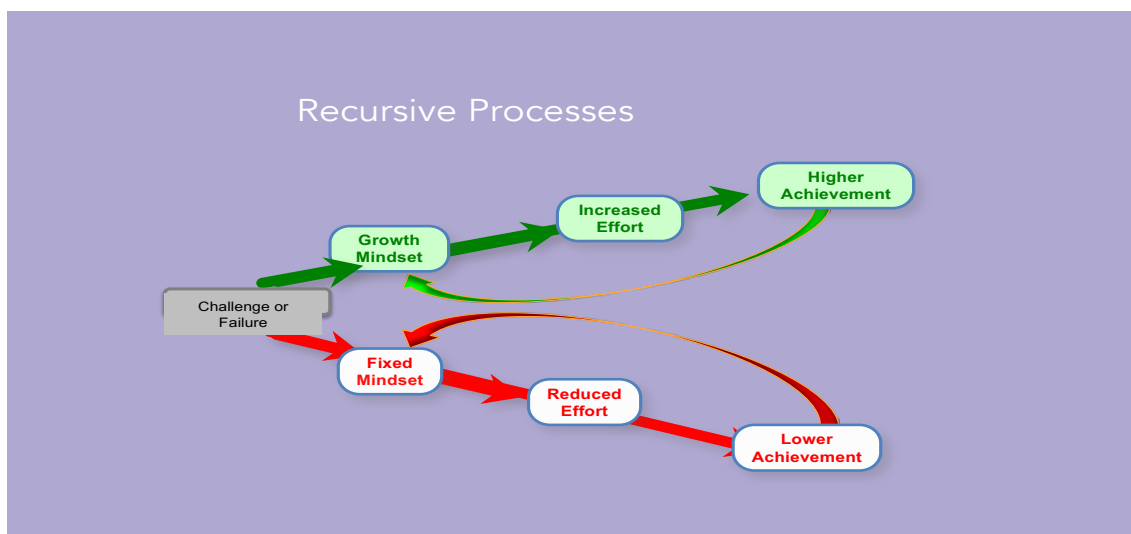 Recursive Processes
Higher
Achievement
Increased
Effort
Growth
Mindset
Challenge or
Failure
Fixed
Mindset
Reduced
Effort
Lower
Achievement